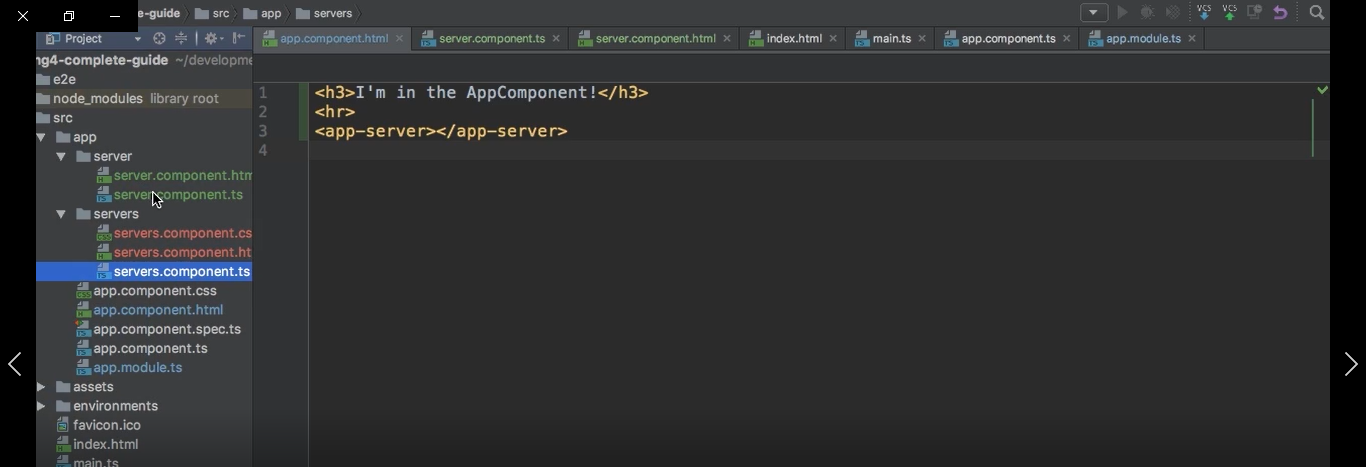 e-guide src app servers
VCS VCS
Project
app.component.html server.component.ts server.component.html index.html main.ts app.component.ts app.module.ts
ng4-complete-guide ~/developme
e2e
node_modules library root
src
app
server
server.component.htm
server.component.ts
servers
servers.component.cs
servers.component.ht
servers.component.ts
app.component.css
app.component.html
app.component.spec.ts
app.component.ts
app.module.ts
assets
environments
favicon.ico
index.html
main.ts
1 <h3>I'm in the AppComponent!</h3>
2 <hr>
3 <app-server></app-server>
4